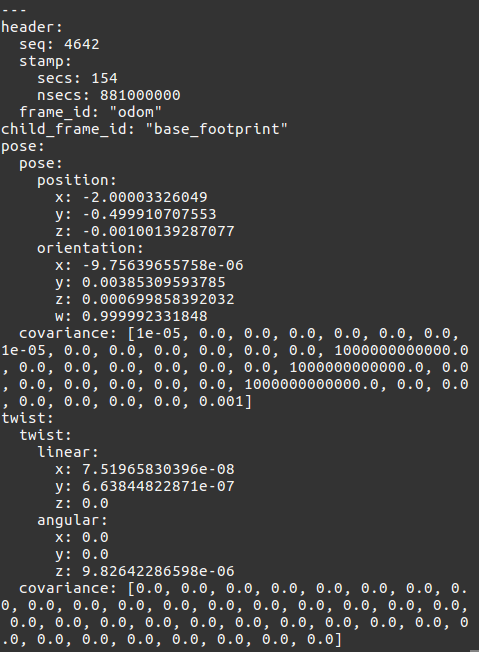 ---
header:
  seq: 4642
  stamp:
    secs: 154
    nsecs: 881000000
  frame_id: "odom"
child_frame_id: "base_footprint"
pose:
  pose:
    position:
      x: -2.00003326049
      y: -0.499910707553
      z: -0.00100139287077
    orientation:
      x: -9.75639655758e-06
      y: 0.00385309593785
      z: 0.000699858392032
      w: 0.999992331848
  covariance: [1e-05, 0.0, 0.0, 0.0, 0.0, 0.0, 0.0,
1e-05, 0.0, 0.0, 0.0, 0.0, 0.0, 0.0, 1000000000000.0
, 0.0, 0.0, 0.0, 0.0, 0.0, 0.0, 1000000000000.0, 0.0
, 0.0, 0.0, 0.0, 0.0, 0.0, 1000000000000.0, 0.0, 0.0
, 0.0, 0.0, 0.0, 0.0, 0.001]
twist:
  twist:
    linear:
      x: 7.51965830396e-08
      y: 6.63844822871e-07
      z: 0.0
    angular:
      x: 0.0
      y: 0.0
      z: 9.82642286598e-06
  covariance: [0.0, 0.0, 0.0, 0.0, 0.0, 0.0, 0.0, 0.
0, 0.0, 0.0, 0.0, 0.0, 0.0, 0.0, 0.0, 0.0, 0.0, 0.0,
 0.0, 0.0, 0.0, 0.0, 0.0, 0.0, 0.0, 0.0, 0.0, 0.0, 0
.0, 0.0, 0.0, 0.0, 0.0, 0.0, 0.0, 0.0]